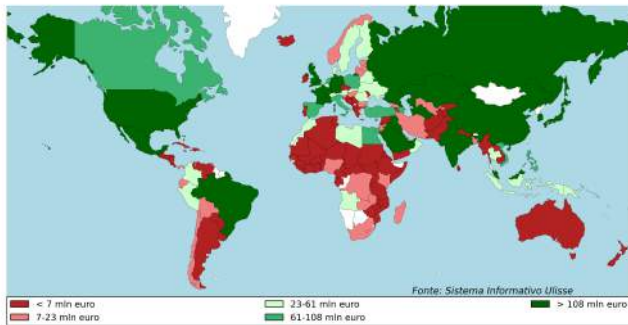 Fonte: Sistema Informativo Ulisse
< 7 mln euro
23-61 mln euro
> 108 mln euro
7-23 mln euro
61-108 mln euro